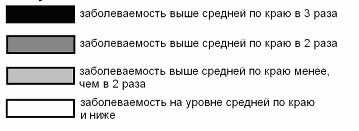 заболеваемость выше средней по краю в 3 раза
заболеваемость выше средней по краю в 2 раза
заболеваемость выше средней по краю менее,
чем в 2 раза
заболеваемость на уровне средней по краю
и ниже